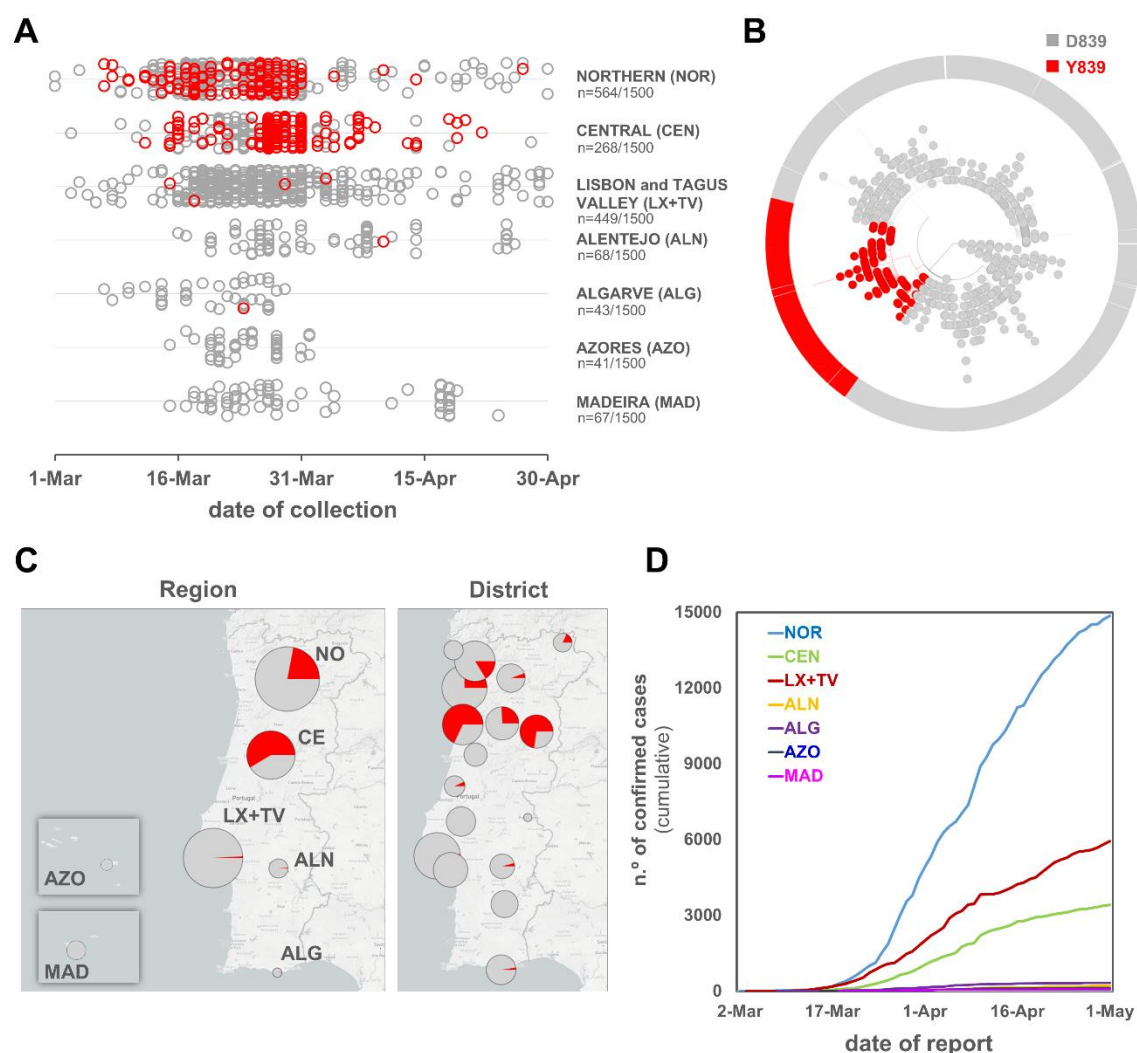 A
NORTHERN (NOR)
n=564/1500
CENTRAL (CEN)
n=268/1500
LISBON and TAGUS
VALLEY (LX+TV)
n=449/1500
ALENTEJO (ALN)
n=68/1500
ALGARVE (ALG)
n=43/1500
AZORES (AZO)
n=41/1500
MADEIRA (MAD)
n=67/1500
1-Mar
16-Mar
31-Mar
15-Apr
30-Apr
date of collection
B
D839
Y839
C
Region
District
NO
CE
Portugal
LX+TV
ALN
ALG
AZO
MAD
Portugal
D
15000
12000
9000
6000
3000
0
n.º of confirmed cases
(cumulative)
NOR
CEN
LX+TV
ALN
ALG
AZO
MAD
2-Mar
17-Mar
1-Apr
16-Apr
1-May
date of report